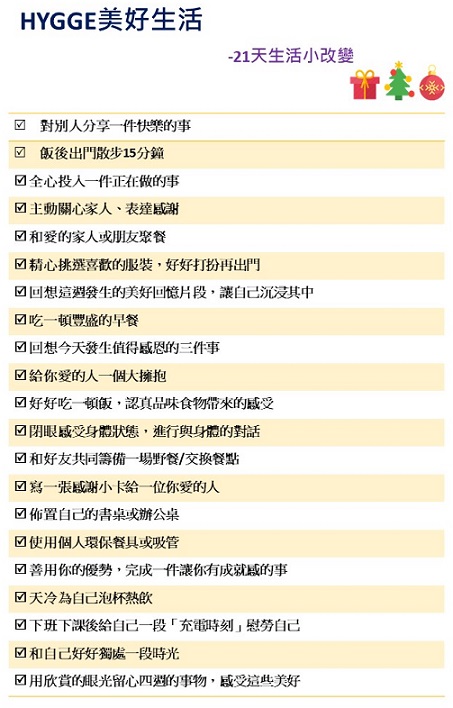 HYGGE美好生活
-21天生活小改變
☑ 對別人分享一件快樂的事
☑ 飯後出門散步15分鐘
☑全心投入一件正在做的事
☑主動關心家人、表達感謝
☑和愛的家人或朋友聚餐
☑精心挑選喜歡的服裝，好好打扮再出門
☑回想這週發生的美好回憶片段，讓自己沉浸其中
☑吃一頓豐盛的早餐
☑回想今天發生值得感恩的三件事
☑給你愛的人一個大擁抱
☑好好吃一頓飯，認真品味食物帶來的感受
☑閉眼感受身體狀態，進行與身體的對話
☑和好友共同籌備一場野餐/交換餐點
☑寫一張感謝小卡給一位你愛的人
☑佈置自己的書桌或辦公桌
☑使用個人環保餐具或吸管
☑善用你的優勢，完成一件讓你有成就感的事
☑天冷為自己泡杯熱飲
☑下班下課後給自己一段「充電時刻」慰勞自己
☑和自己好好獨處一段時光
☑用欣賞的眼光留心四週的事物，感受這些美好